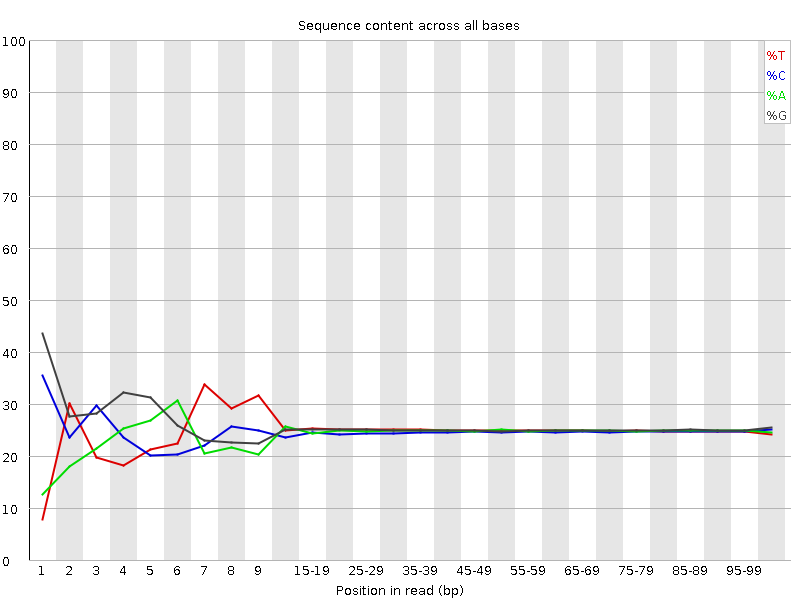 Sequence content across all bases
100
90
80
70
60
50
40
30
20
10
0
%T
%C
%A
%G
1 2 3 4 5 6 7 8 9 15-19 25-29 35-39 45-49 55-59 65-69 75-79 85-89 95-99
Position in read (bp)